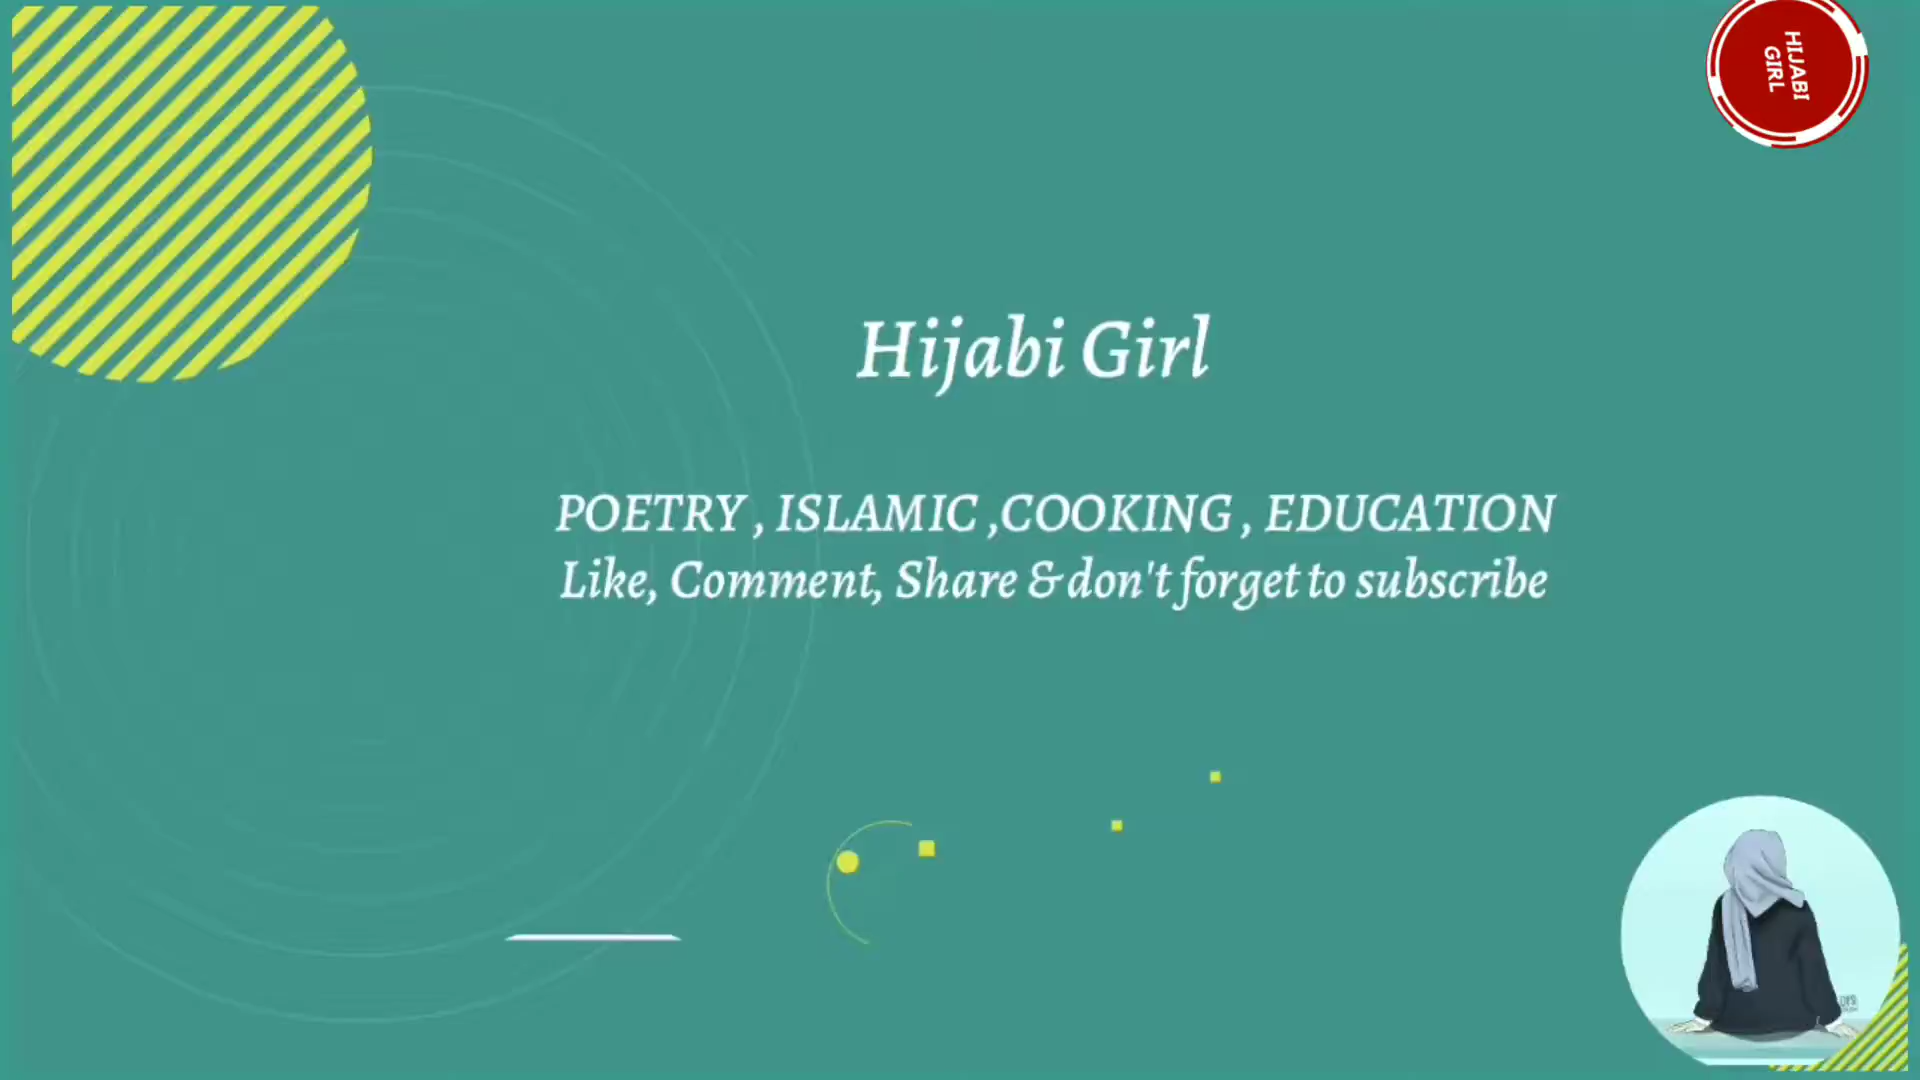 HIJABI
GIRL
Hijabi Girl
POETRY , ISLAMIC ,COOKING , EDUCATION
Like, Comment, Share & don't forget to subscribe